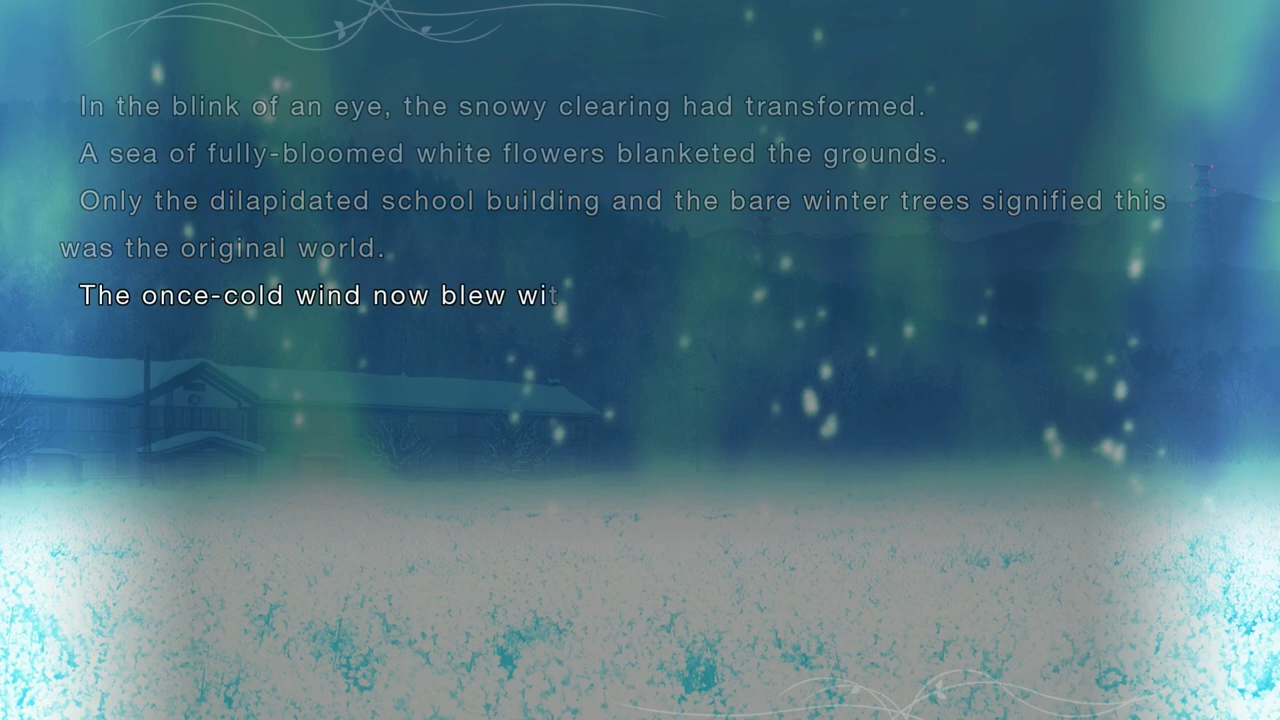 In the blink of an eye, the snowy clearing had transformed.
A sea of fully-bloomed white flowers blanketed the grounds.
Only the dilapidated school building and the bare winter trees signified this
was the original world.
The once-cold wind now blew wit